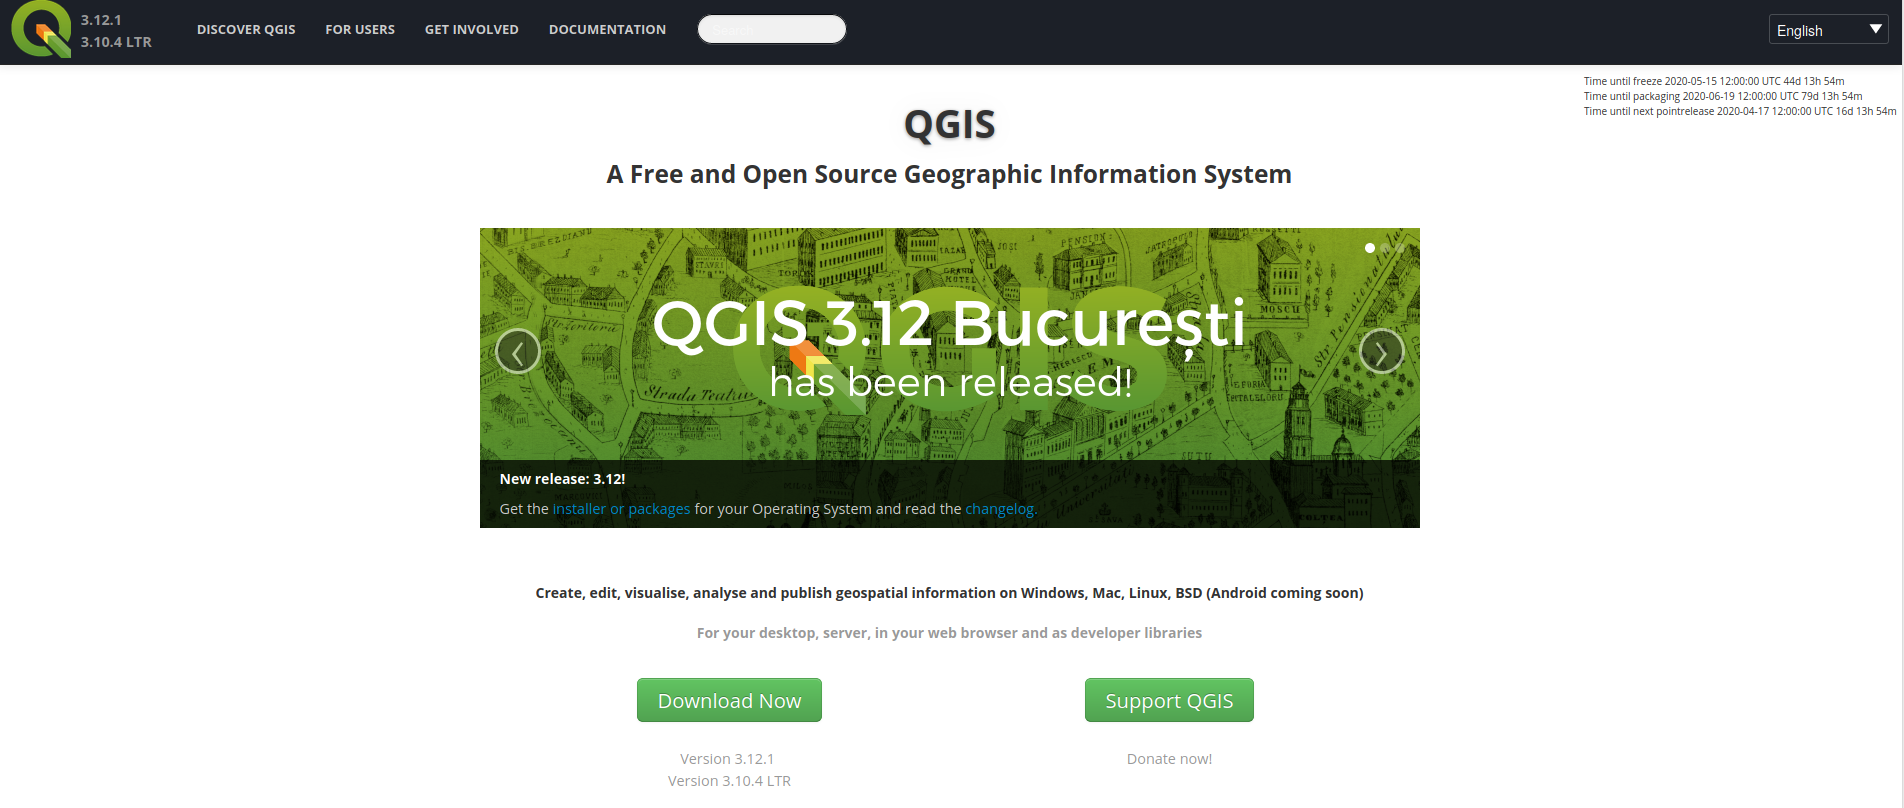 3.12.1
3.10.4 LTR
DISCOVER QGIS
FOR USERS
GET INVOLVED
DOCUMENTATION
Search
English
Time until freeze 2020-05-15 12:00:00 UTC 44d 13h 54m
Time until packaging 2020-06-19 12:00:00 UTC 79d 13h 54m
Time until next pointrelease 2020-04-17 12:00:00 UTC 16d 13h 54m
QGIS
A Free and Open Source Geographic Information System
PENSION
HOTEL
MOSCU
Strada Teatru
QGIS 3.12 București
has been released!
New release: 3.12!
Get the installer or packages for your Operating System and read the changelog.
Create, edit, visualise, analyse and publish geospatial information on Windows, Mac, Linux, BSD (Android coming soon)
For your desktop, server, in your web browser and as developer libraries
Download Now
Support QGIS
Version 3.12.1
Version 3.10.4 LTR
Donate now!